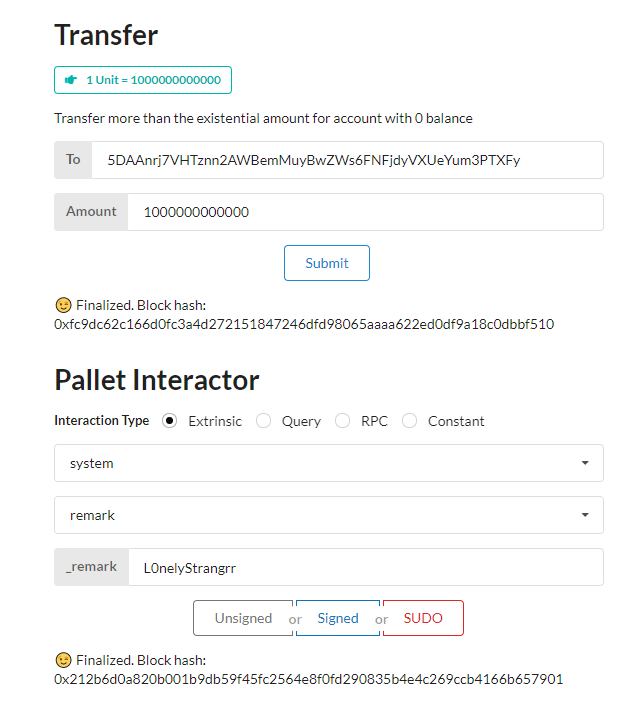 Transfer
1 Unit = 1000000000000
Transfer more than the existential amount for account with 0 balance
To 5DAAnrj7VHTznn2AWBemMuyBwZWs6FNFjdyVXUeYum3PTXFy
Amount 1000000000000
Submit
😉 Finalized. Block hash:
0xfc9dc62c166d0fc3a4d272151847246dfd98065aaaa622ed0df9a18c0dbbf510
Pallet Interactor
Interaction Type Extrinsic Query RPC Constant
system
remark
_remark L0nelyStrangrr
Unsigned or Signed or SUDO
😉 Finalized. Block hash:
0x212b6d0a820b001b9db59f45fc2564e8f0fd290835b4e4c269ccb4166b657901